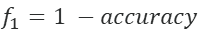 f₁ = 1 − accuracy